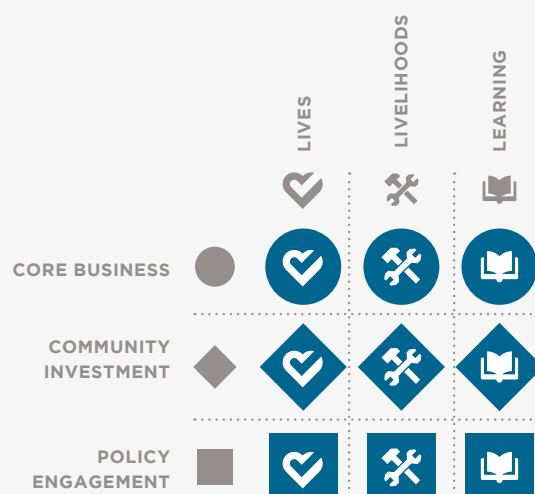 LIVES
LIVELIHOODS
LEARNING
CORE BUSINESS
COMMUNITY
INVESTMENT
POLICY
ENGAGEMENT